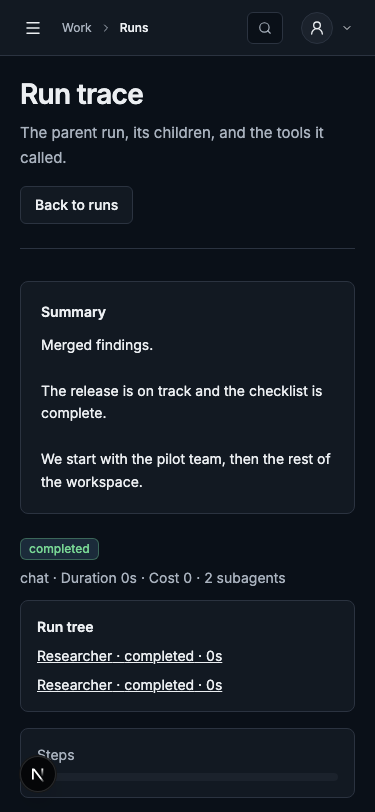 Work > Runs
Run trace
The parent run, its children, and the tools it
called.
Back to runs
Summary
Merged findings.
The release is on track and the checklist is
complete.
We start with the pilot team, then the rest of
the workspace.
completed
chat · Duration 0s · Cost 0 · 2 subagents
Run tree
Researcher · completed · 0s
Researcher · completed · 0s
Steps
N